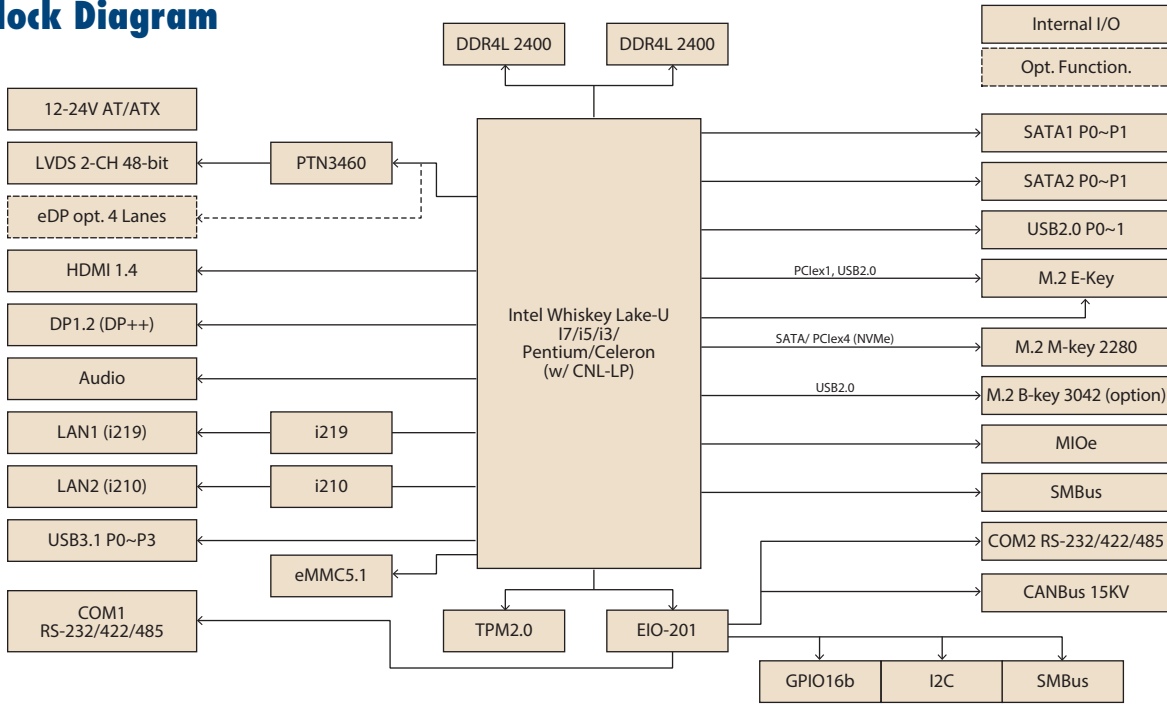 lock Diagram
Internal I/O
Opt. Function.
DDR4L 2400
DDR4L 2400
12-24V AT/ATX
LVDS 2-CH 48-bit
PTN3460
eDP opt. 4 Lanes
HDMI 1.4
DP1.2 (DP++)
Audio
LAN1 (i219)
i219
LAN2 (i210)
i210
USB3.1 P0~P3
eMMC5.1
COM1
RS-232/422/485
Intel Whiskey Lake-U
I7/i5/i3/
Pentium/Celeron
(w/ CNL-LP)
TPM2.0
EIO-201
SATA1 P0~P1
SATA2 P0~P1
USB2.0 P0~1
PCIex1, USB2.0
M.2 E-Key
SATA/ PCIex4 (NVMe)
M.2 M-key 2280
USB2.0
M.2 B-key 3042 (option)
MIOe
SMBus
COM2 RS-232/422/485
CANBus 15KV
GPIO16b
I2C
SMBus